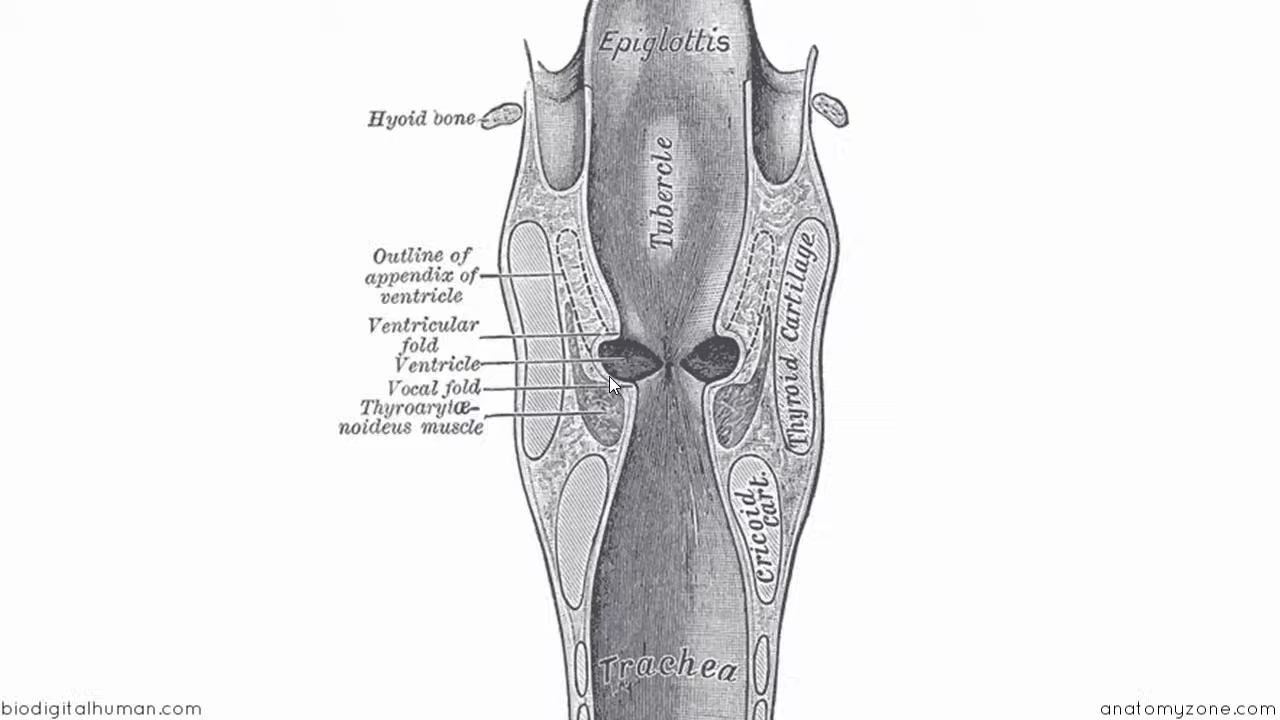 Epiglottis
Hyoid bone
Tubercle
Outline of
appendix of
ventricle
Ventricular
fold
Ventricle
Vocal fold
Thyroarytæ-
noideus muscle
Thyroid Cartilage
Cricoid
Cart.
Trachea
biodigitalhuman.com
anatomyzone.com